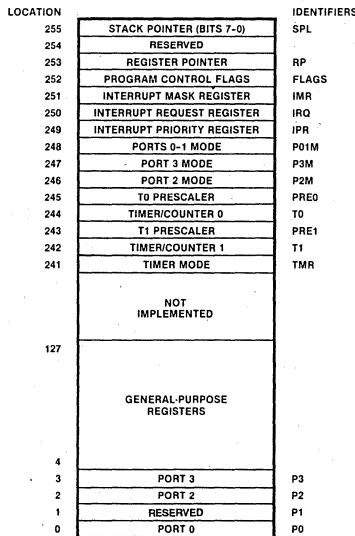 LOCATION IDENTIFIERS
255 STACK POINTER (BITS 7-0) SPL
254 RESERVED
253 REGISTER POINTER RP
252 PROGRAM CONTROL FLAGS FLAGS
251 INTERRUPT MASK REGISTER IMR
250 INTERRUPT REQUEST REGISTER IRQ
249 INTERRUPT PRIORITY REGISTER IPR
248 PORTS 0-1 MODE P01M
247 PORT 3 MODE P3M
246 PORT 2 MODE P2M
245 T0 PRESCALER PRE0
244 TIMER/COUNTER 0 T0
243 T1 PRESCALER PRE1
242 TIMER/COUNTER 1 T1
241 TIMER MODE TMR
NOT
IMPLEMENTED
127
GENERAL-PURPOSE
REGISTERS
4
3 PORT 3 P3
2 PORT 2 P2
1 RESERVED P1
0 PORT 0 P0